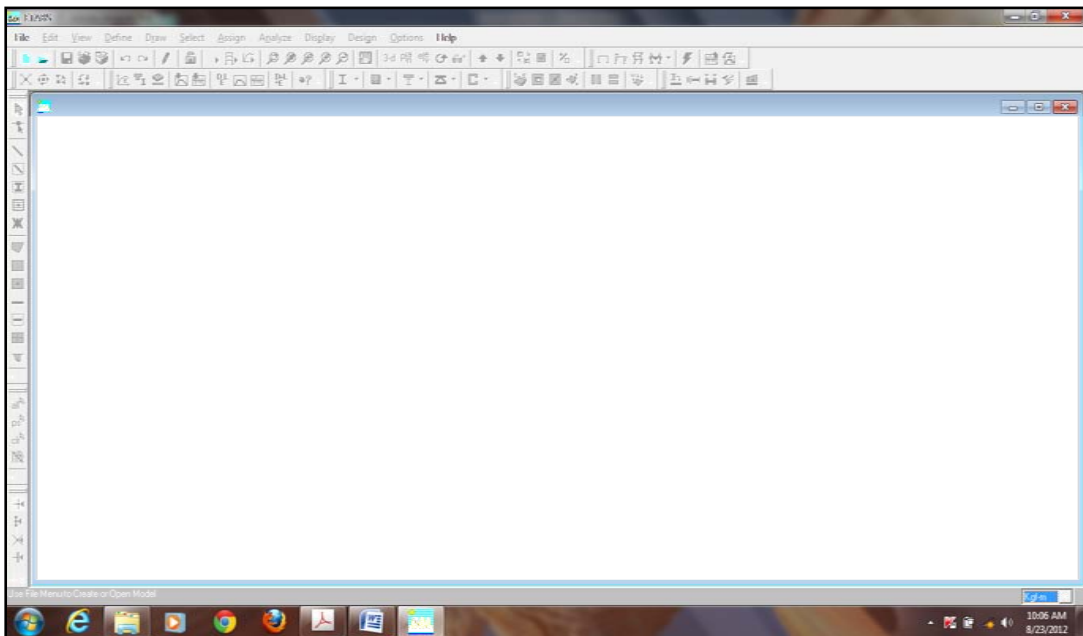 File Edit View Define Draw Select Assign Analyze Display Design Options Help
3-d
Use File Menu to Create or Open Model
Kgf-m
10:06 AM
8/23/2012